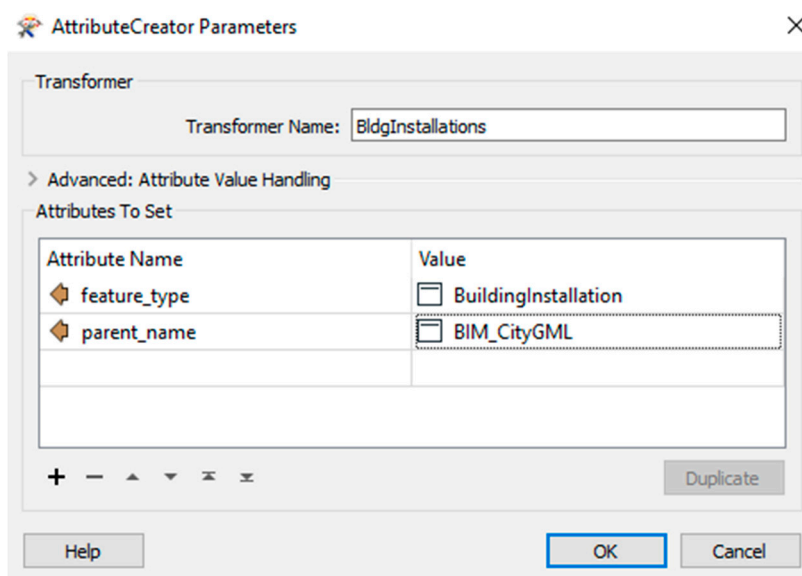 AttributeCreator Parameters
Transformer
Transformer Name: BldgInstallations
Advanced: Attribute Value Handling
Attributes To Set
Attribute Name Value
feature_type BuildingInstallation
parent_name BIM_CityGML
Duplicate
Help OK Cancel